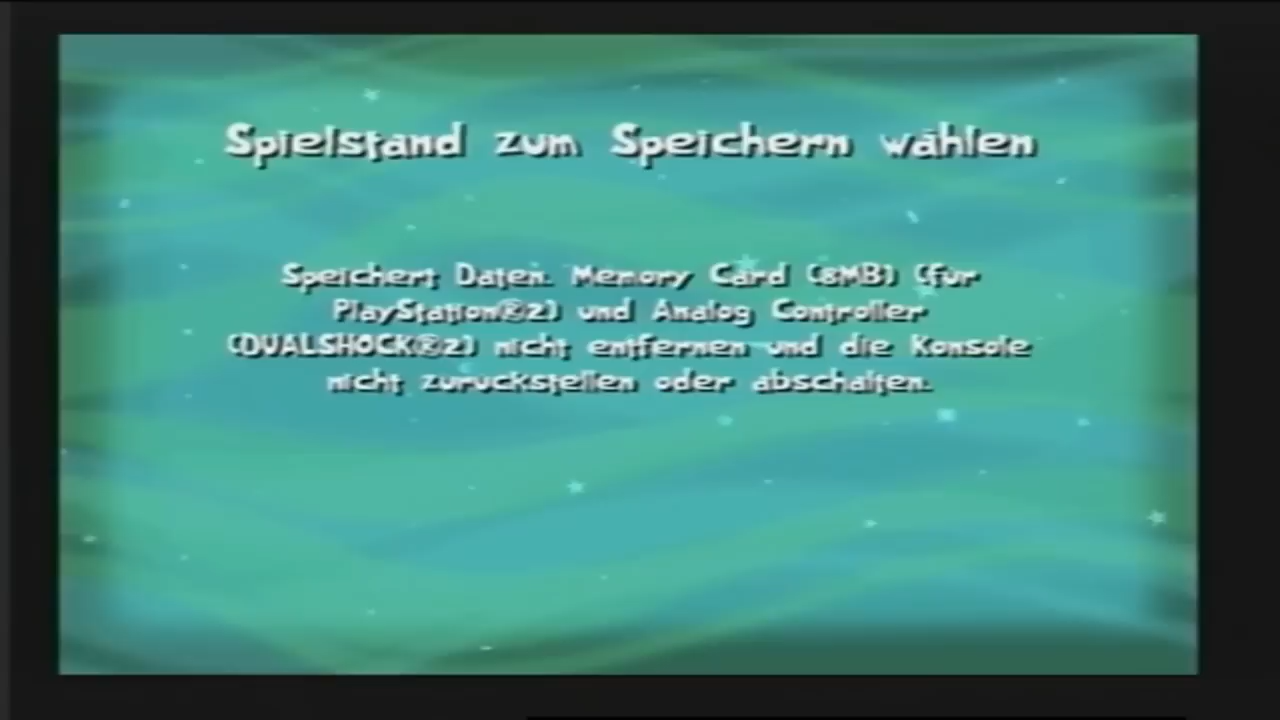 Spielstand zum Speichern wählen
Speichert Daten. Memory Card (8MB) (für
PlayStation®2) und Analog Controller
(DUALSHOCK®2) nicht entfernen und die Konsole
nicht zurückstellen oder abschalten.